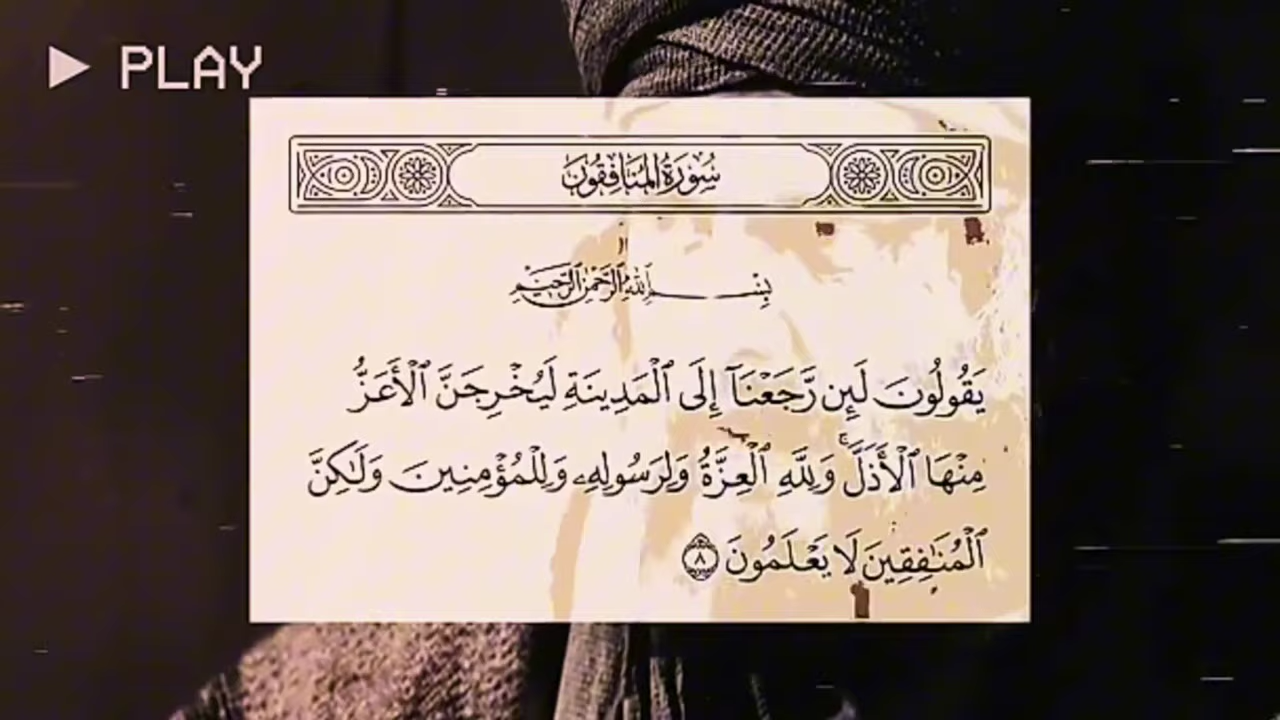 PLAY
سُورَةُ المُنَافِقُونَ
بِسْمِ ٱللَّهِ ٱلرَّحْمَٰنِ ٱلرَّحِيمِ
يَقُولُونَ لَئِن رَّجَعْنَآ إِلَى ٱلْمَدِينَةِ لَيُخْرِجَنَّ ٱلْأَعَزُّ
مِنْهَا ٱلْأَذَلَّۚ وَلِلَّهِ ٱلْعِزَّةُ وَلِرَسُولِهِۦ وَلِلْمُؤْمِنِينَ وَلَٰكِنَّ
ٱلْمُنَٰفِقِينَ لَا يَعْلَمُونَ ٨